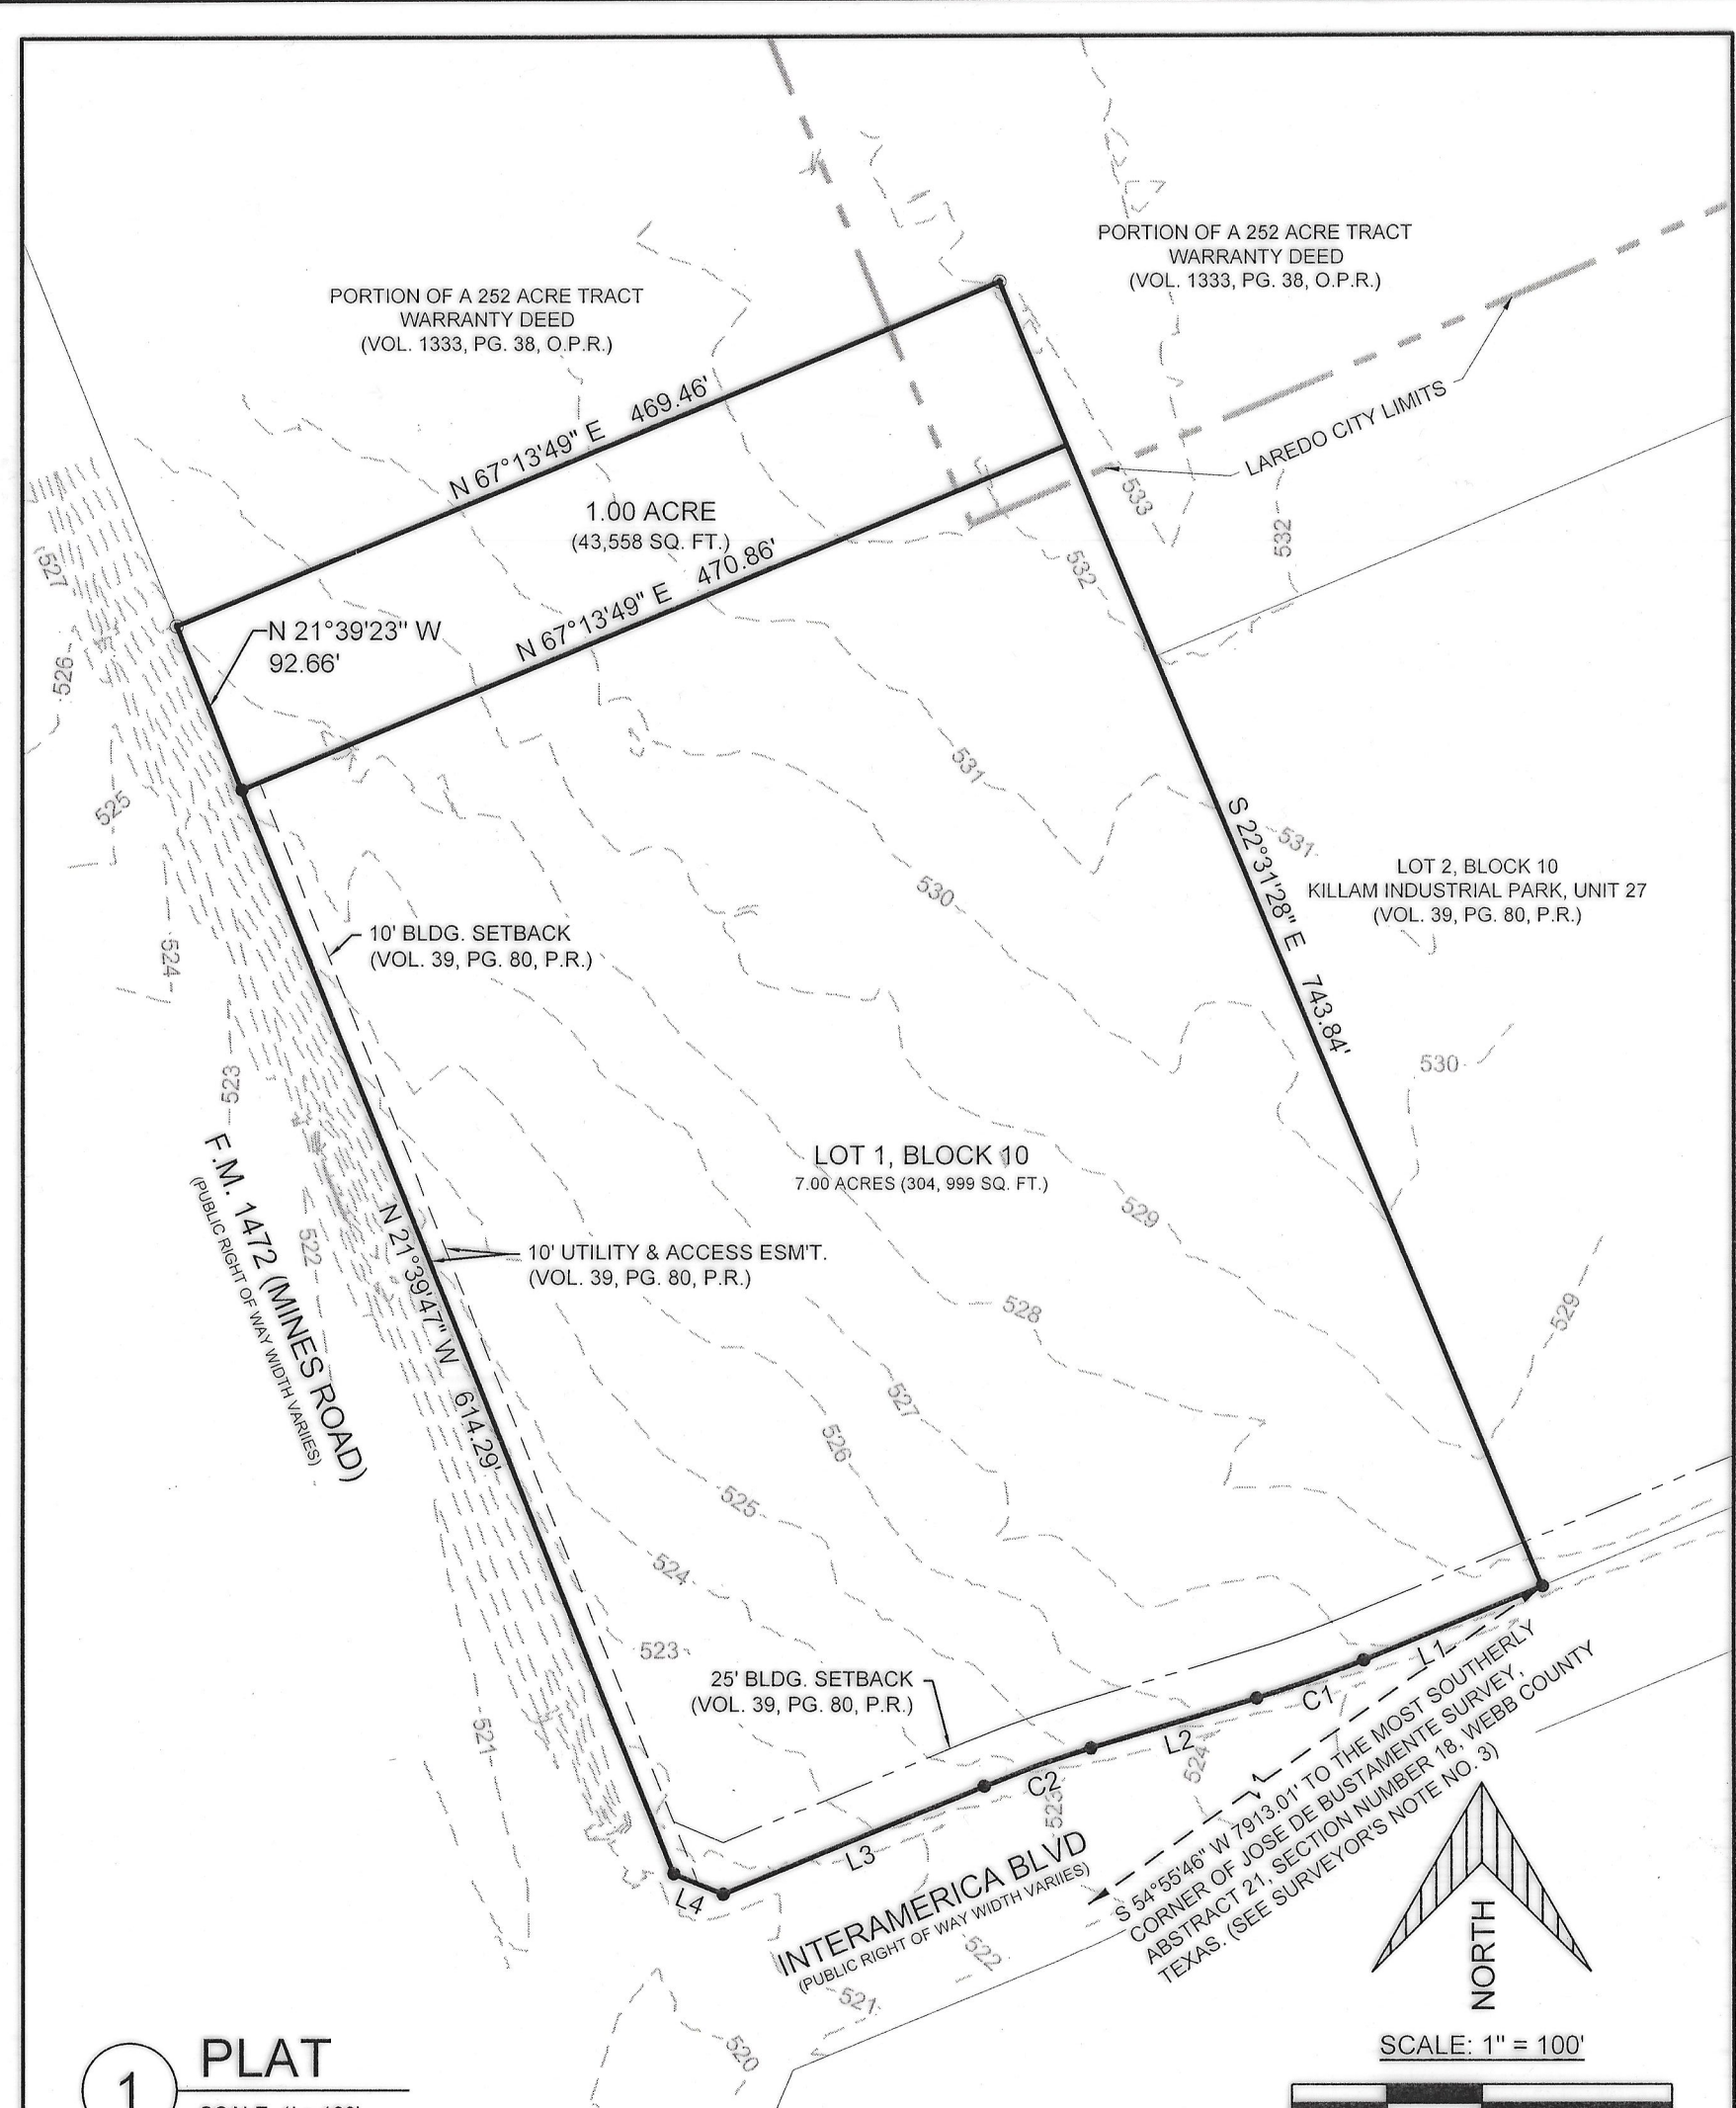 PORTION OF A 252 ACRE TRACT
WARRANTY DEED
(VOL. 1333, PG. 38, O.P.R.)
PORTION OF A 252 ACRE TRACT
WARRANTY DEED
(VOL. 1333, PG. 38, O.P.R.)
N 67°13'49" E 469.46'
LAREDO CITY LIMITS
1.00 ACRE
(43,558 SQ. FT.)
N 67°13'49" E 470.86'
533
532
532
527
526
525
524
523
522
521
N 21°39'23" W
92.66'
531
531
530
530
S 22°31'28" E 743.84'
LOT 2, BLOCK 10
KILLAM INDUSTRIAL PARK, UNIT 27
(VOL. 39, PG. 80, P.R.)
10' BLDG. SETBACK
(VOL. 39, PG. 80, P.R.)
LOT 1, BLOCK 10
7.00 ACRES (304, 999 SQ. FT.)
F.M. 1472 (MINES ROAD)
(PUBLIC RIGHT OF WAY WIDTH VARIIES)
N 21°39'47" W 614.29'
10' UTILITY & ACCESS ESM'T.
(VOL. 39, PG. 80, P.R.)
529
529
528
527
526
525
524
523
25' BLDG. SETBACK
(VOL. 39, PG. 80, P.R.)
L1
C1
L2
C2
L3
L4
524
523
522
521
520
INTERAMERICA BLVD
(PUBLIC RIGHT OF WAY WIDTH VARIIES)
S 54°55'46" W 7913.01' TO THE MOST SOUTHERLY
CORNER OF JOSE DE BUSTAMENTE SURVEY,
ABSTRACT 21, SECTION NUMBER 18, WEBB COUNTY
TEXAS. (SEE SURVEYOR'S NOTE NO. 3)
NORTH
SCALE: 1" = 100'
1
PLAT